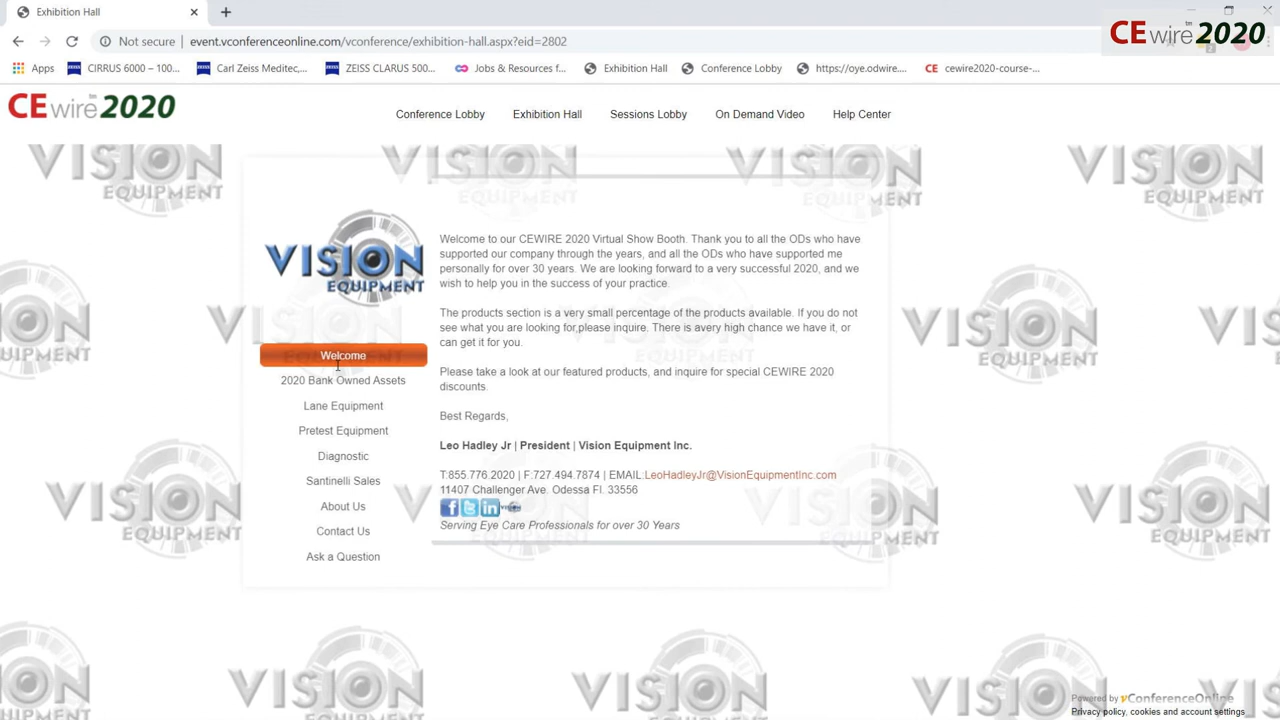 Exhibition Hall
Not secure | event.vconferenceonline.com/vconference/exhibition-hall.aspx?eid=2802
CEwire™2020
Apps CIRRUS 6000 – 100... Carl Zeiss Meditec,... ZEISS CLARUS 500... Jobs & Resources f... Exhibition Hall Conference Lobby https://oye.odwire.... CE cewire2020-course-...
CEwire™2020
Conference Lobby Exhibition Hall Sessions Lobby On Demand Video Help Center
VISION
EQUIPMENT
Welcome
2020 Bank Owned Assets
Lane Equipment
Pretest Equipment
Diagnostic
Santinelli Sales
About Us
Contact Us
Ask a Question
Welcome to our CEWIRE 2020 Virtual Show Booth. Thank you to all the ODs who have
supported our company through the years, and all the ODs who have supported me
personally for over 30 years. We are looking forward to a very successful 2020, and we
wish to help you in the success of your practice.
The products section is a very small percentage of the products available. If you do not
see what you are looking for,please inquire. There is avery high chance we have it, or
can get it for you.
Please take a look at our featured products, and inquire for special CEWIRE 2020
discounts.
Best Regards,
Leo Hadley Jr | President | Vision Equipment Inc.
T:855.776.2020 | F.727.494.7874 | EMAIL:LeoHadleyJr@VisionEquipmentInc.com
11407 Challenger Ave. Odessa Fl. 33556
Serving Eye Care Professionals for over 30 Years
Powered by vConferenceOnline
Privacy policy, cookies and account settings